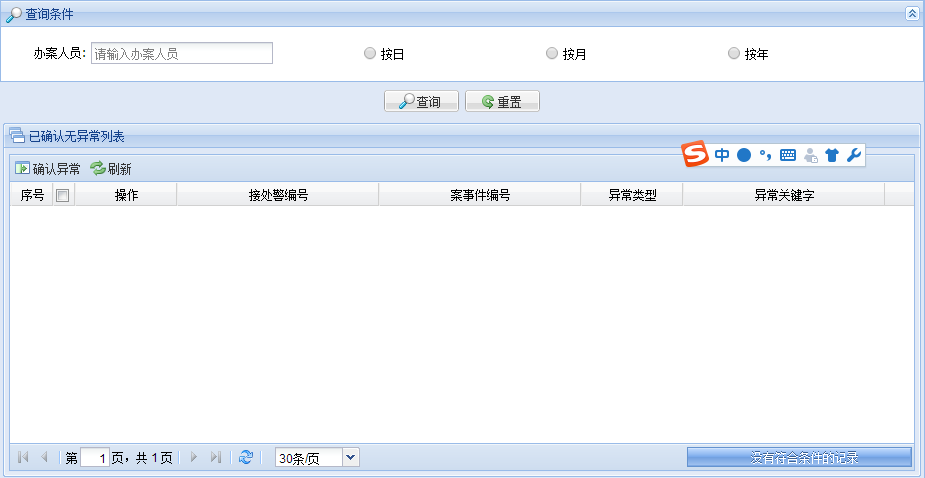 查询条件
办案人员: 请输入办案人员 按日 按月 按年
查询 重置
已确认无异常列表
确认异常 刷新 中
序号 操作 接处警编号 案事件编号 异常类型 异常关键字
第 1 页，共 1 页 30条/页 没有符合条件的记录